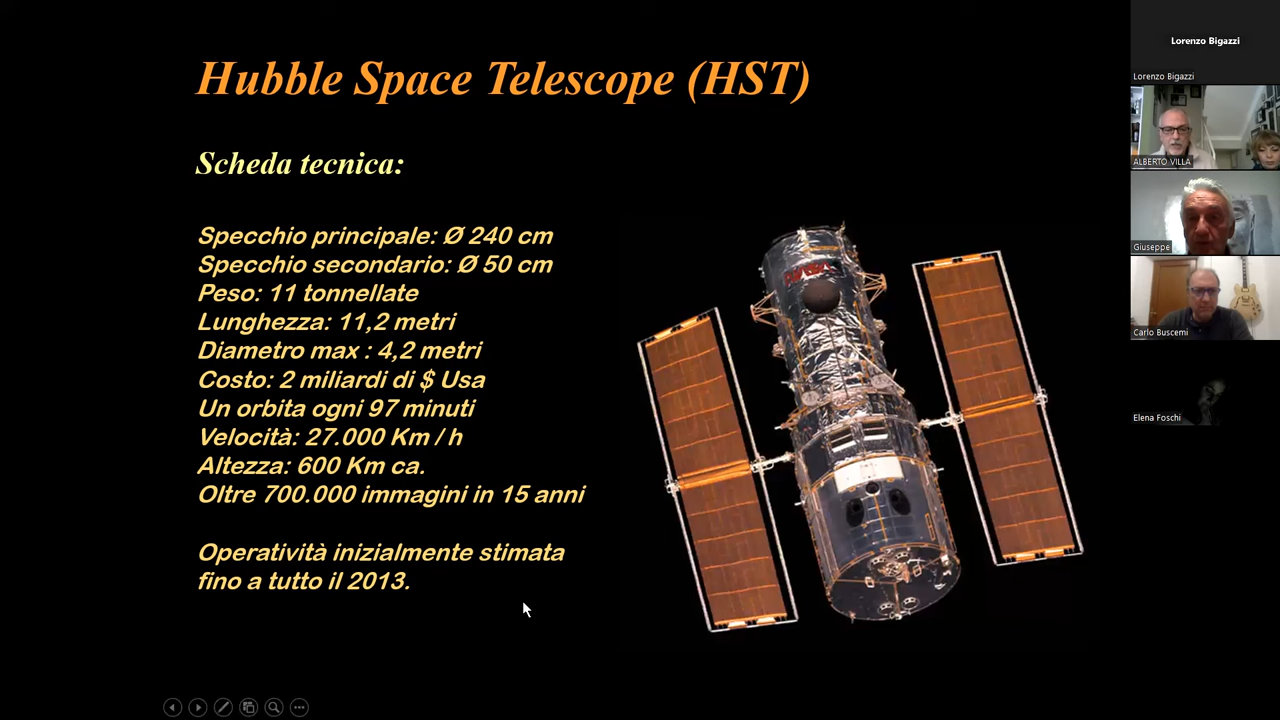 Hubble Space Telescope (HST)
Scheda tecnica:
Specchio principale: Ø 240 cm
Specchio secondario: Ø 50 cm
Peso: 11 tonnellate
Lunghezza: 11,2 metri
Diametro max : 4,2 metri
Costo: 2 miliardi di $ Usa
Un orbita ogni 97 minuti
Velocità: 27.000 Km / h
Altezza: 600 Km ca.
Oltre 700.000 immagini in 15 anni
Operatività inizialmente stimata
fino a tutto il 2013.
Lorenzo Bigazzi
Lorenzo Bigazzi
ALBERTO VILLA
Giuseppe
Carlo Buscemi
Elena Foschi